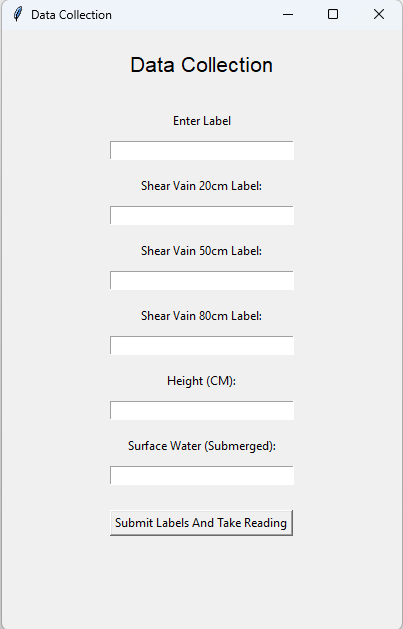 Data Collection
Data Collection
Enter Label
Shear Vain 20cm Label:
Shear Vain 50cm Label:
Shear Vain 80cm Label:
Height (CM):
Surface Water (Submerged):
Submit Labels And Take Reading